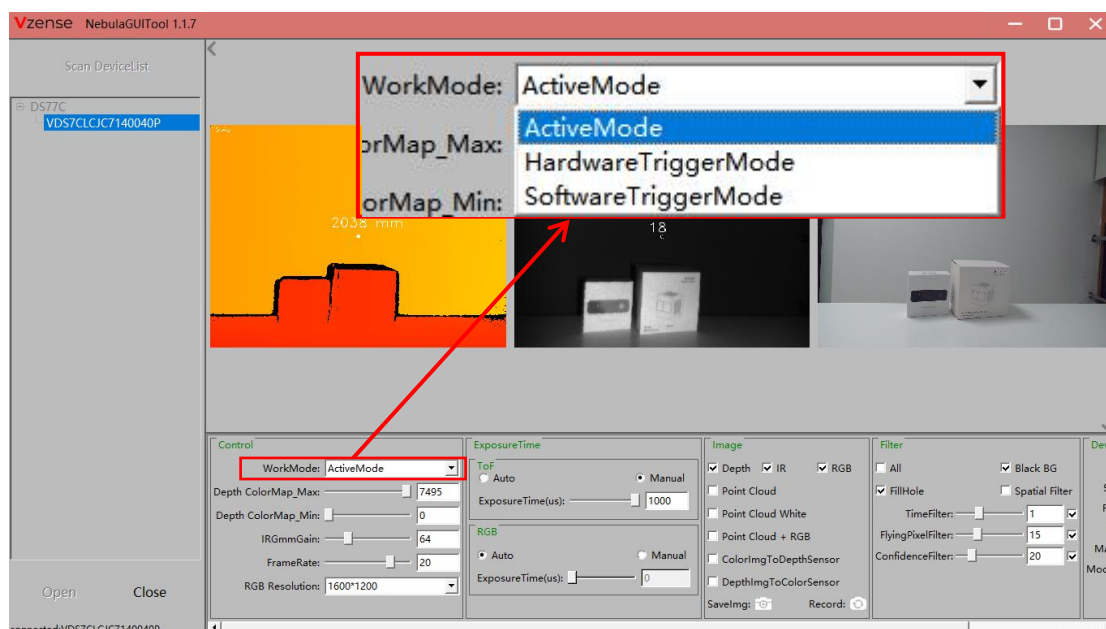 Vzense NebulaGUITool 1.1.7
Scan DeviceList
DS77C
VDS7CLCJC7140040P
WorkMode: ActiveMode
orMap_Max:
orMap_Min:
ActiveMode
HardwareTriggerMode
SoftwareTriggerMode
2038 mm
18
Control
WorkMode: ActiveMode
Depth ColorMap_Max: 7495
Depth ColorMap_Min: 0
IRGmmGain: 64
FrameRate: 20
RGB Resolution: 1600*1200
ExposureTime
ToF
Auto Manual
ExposureTime(us): 1000
RGB
Auto Manual
ExposureTime(us): 0
Image
Depth IR RGB
Point Cloud
Point Cloud White
Point Cloud + RGB
ColorImgToDepthSensor
DepthImgToColorSensor
SaveImg: Record:
Filter
All Black BG
FillHole Spatial Filter
TimeFilter: 1
FlyingPixelFilter: 15
ConfidenceFilter: 20
Dev
Open Close